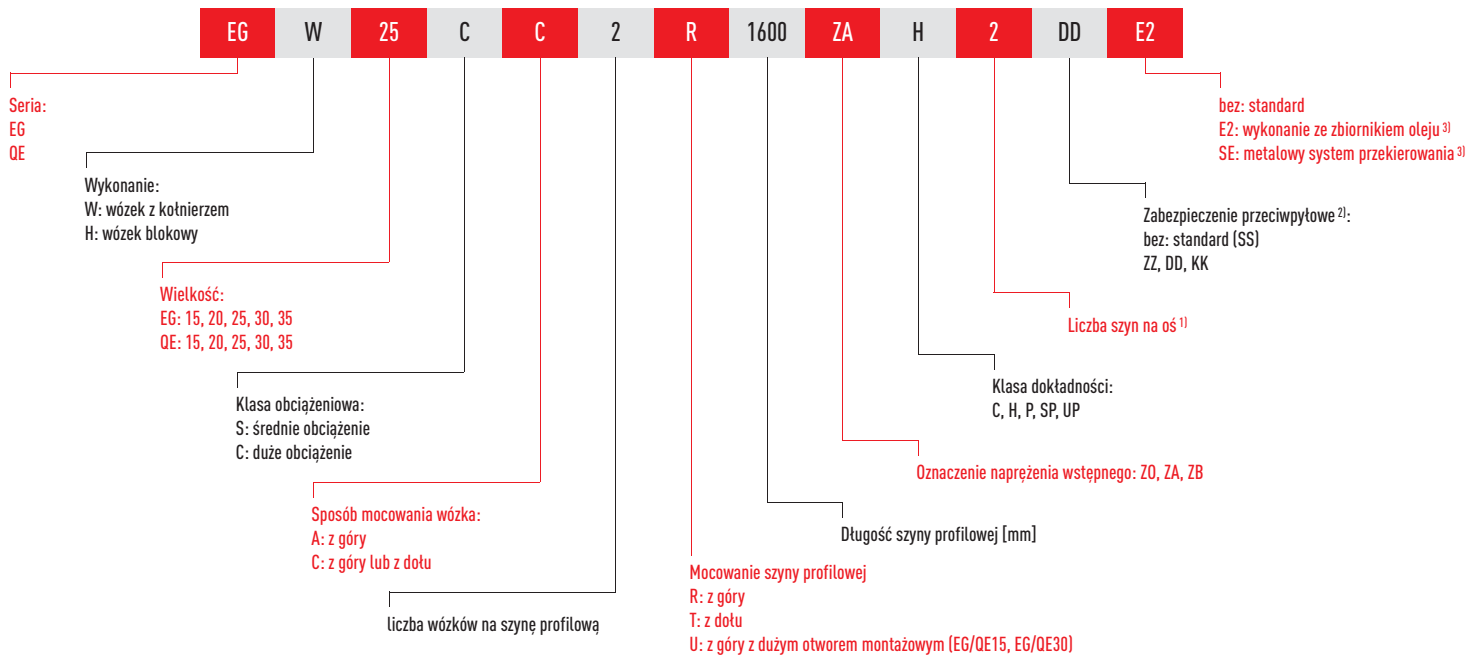 EG W 25 C C 2 R 1600 ZA H 2 DD E2
Seria:
EG
QE
Wykonanie:
W: wózek z kołnierzem
H: wózek blokowy
Wielkość:
EG: 15, 20, 25, 30, 35
QE: 15, 20, 25, 30, 35
Klasa obciążeniowa:
S: średnie obciążenie
C: duże obciążenie
Sposób mocowania wózka:
A: z góry
C: z góry lub z dołu
liczba wózków na szynę profilową
Mocowanie szyny profilowej
R: z góry
T: z dołu
U: z góry z dużym otworem montażowym (EG/QE15, EG/QE30)
Długość szyny profilowej [mm]
Oznaczenie naprężenia wstępnego: ZO, ZA, ZB
Klasa dokładności:
C, H, P, SP, UP
Liczba szyn na oś 1)
Zabezpieczenie przeciwpyłowe 2):
bez: standard (SS)
ZZ, DD, KK
bez: standard
E2: wykonanie ze zbiornikiem oleju 3)
SE: metalowy system przekierowania 3)